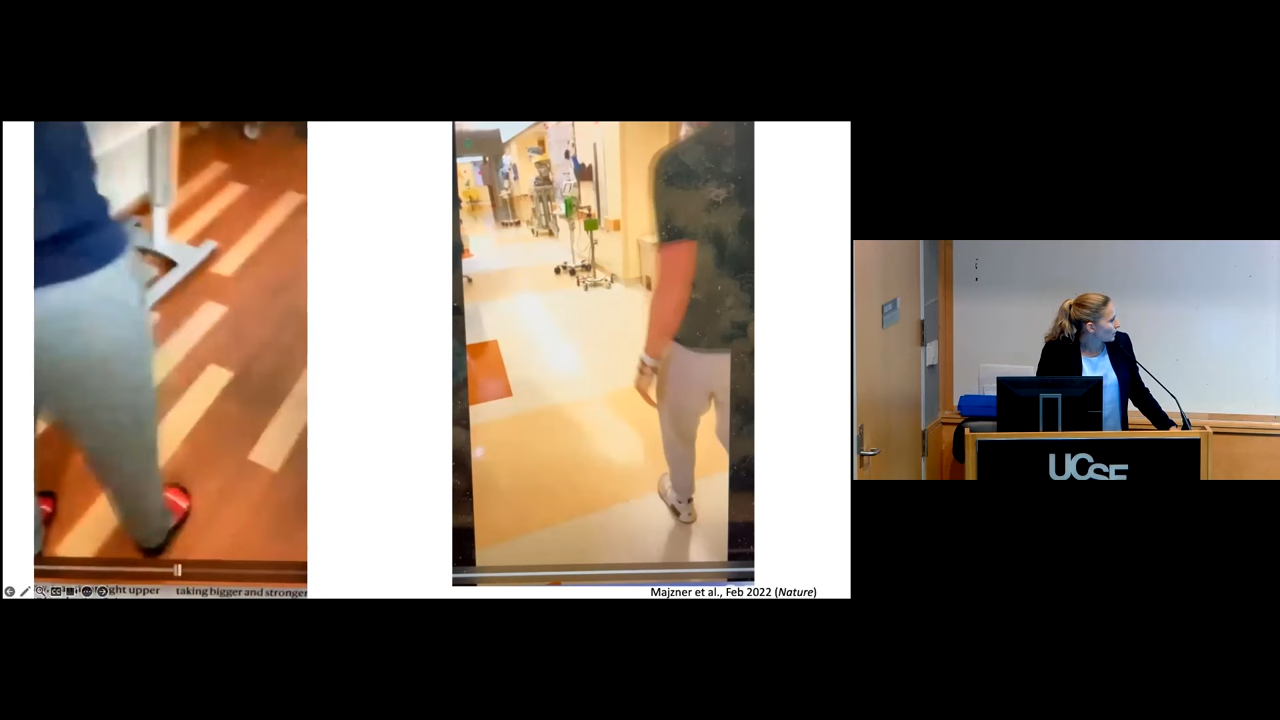 ght upper taking bigger and stronger
Majzner et al., Feb 2022 (Nature)
UCSF